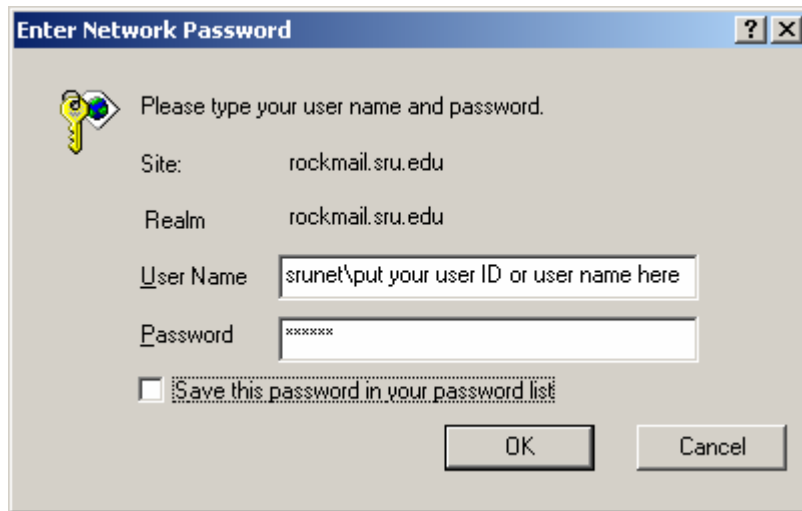 Enter Network Password
Please type your user name and password.
Site: rockmail.sru.edu
Realm rockmail.sru.edu
User Name srunet\put your user ID or user name here
Password ××××××
Save this password in your password list
OK Cancel